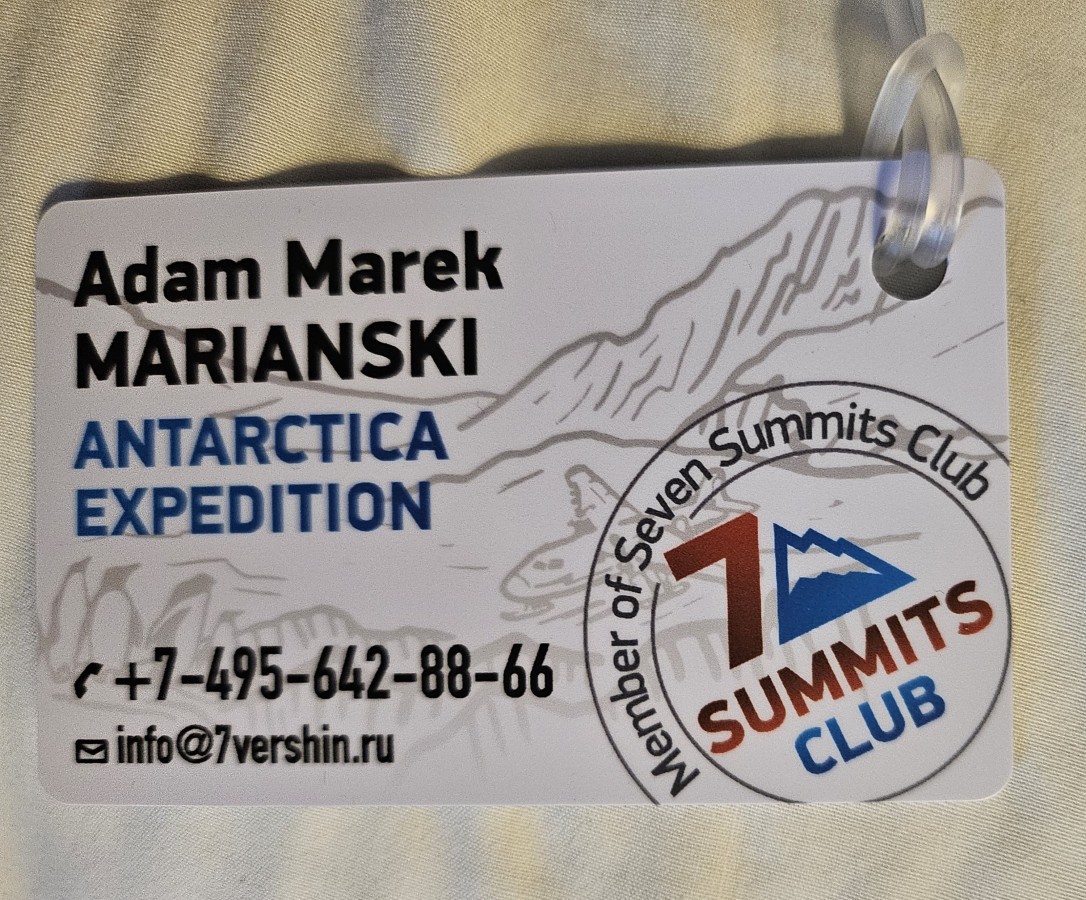 Adam Marek
MARIANSKI
ANTARCTICA
EXPEDITION
+7-495-642-88-66
info@7vershin.ru
Member of Seven Summits Club
7
SUMMITS
CLUB